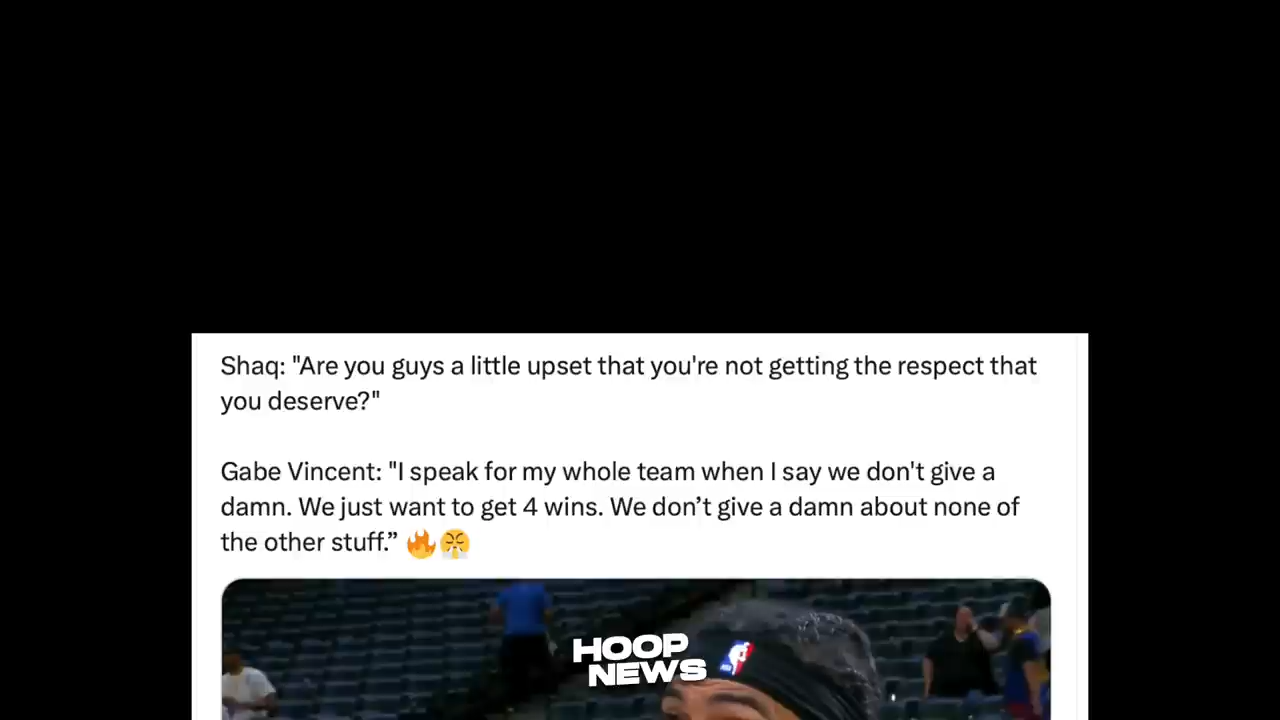 Shaq: "Are you guys a little upset that you're not getting the respect that
you deserve?"
Gabe Vincent: "I speak for my whole team when I say we don't give a
damn. We just want to get 4 wins. We don’t give a damn about none of
the other stuff.” 🔥😤
HOOP
NEWS